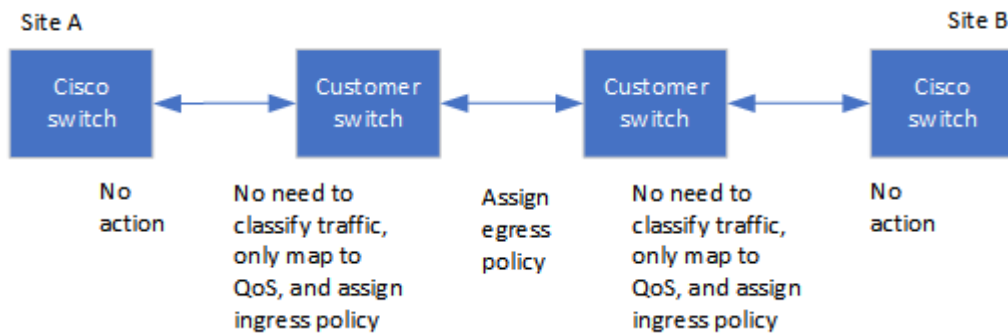 Site A
Site B
Cisco
switch
Customer
switch
Customer
switch
Cisco
switch
No
action
No need to
classify traffic,
only map to
QoS, and assign
ingress policy
Assign
egress
policy
No need to
classify traffic,
only map to
QoS, and assign
ingress policy
No
action